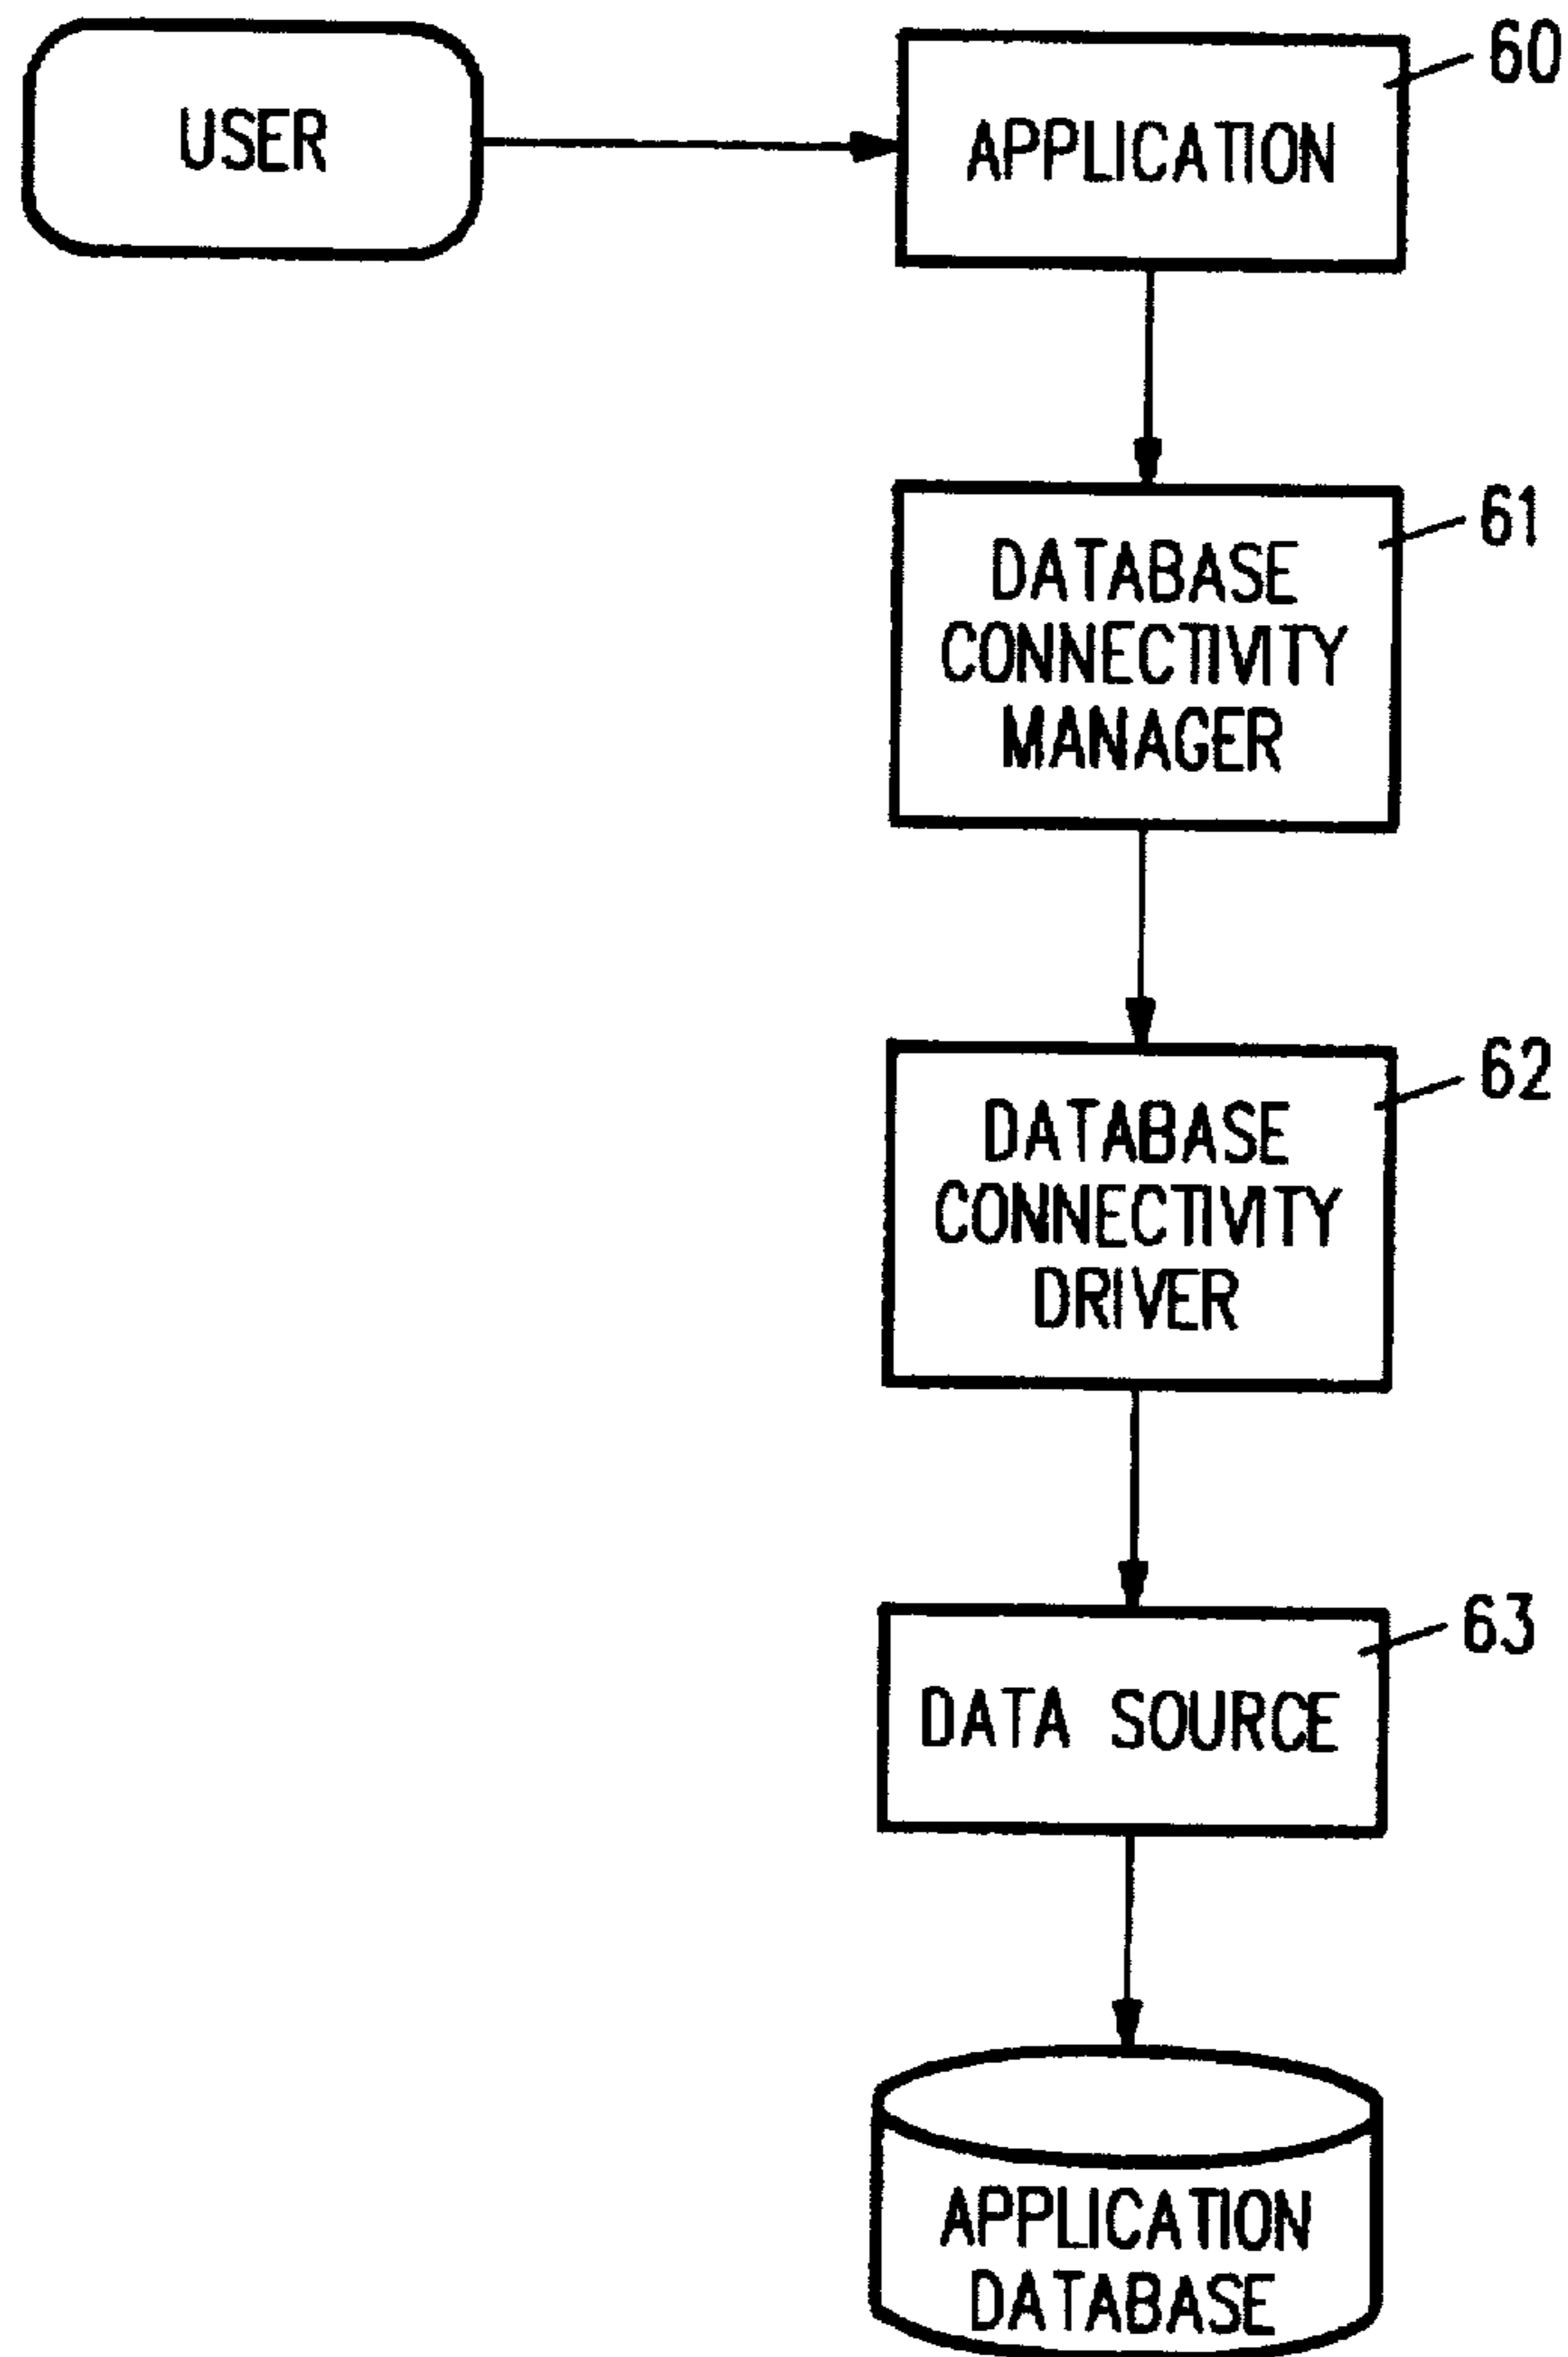 USER
APPLICATION
60
DATABASE
CONNECTIVITY
MANAGER
61
DATABASE
CONNECTIVITY
DRIVER
62
DATA SOURCE
63
APPLICATION
DATABASE